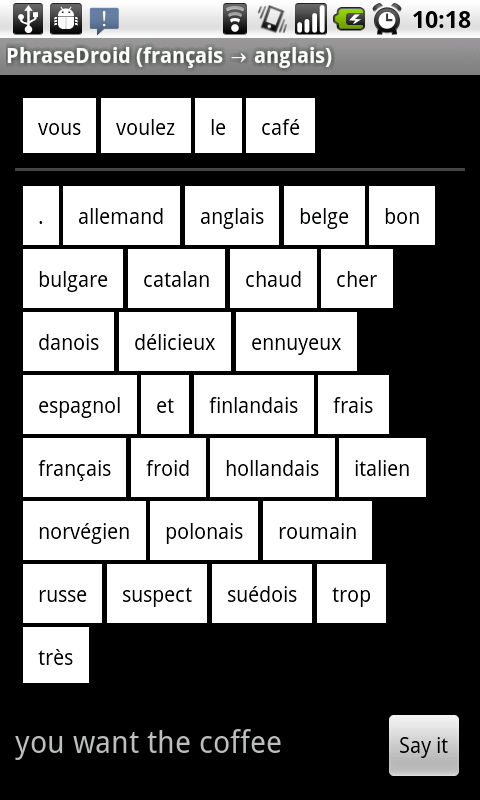 10:18
PhraseDroid (français → anglais)
vous voulez le café
. allemand anglais belge bon
bulgare catalan chaud cher
danois délicieux ennuyeux
espagnol et finlandais frais
français froid hollandais italien
norvégien polonais roumain
russe suspect suédois trop
très
you want the coffee Say it